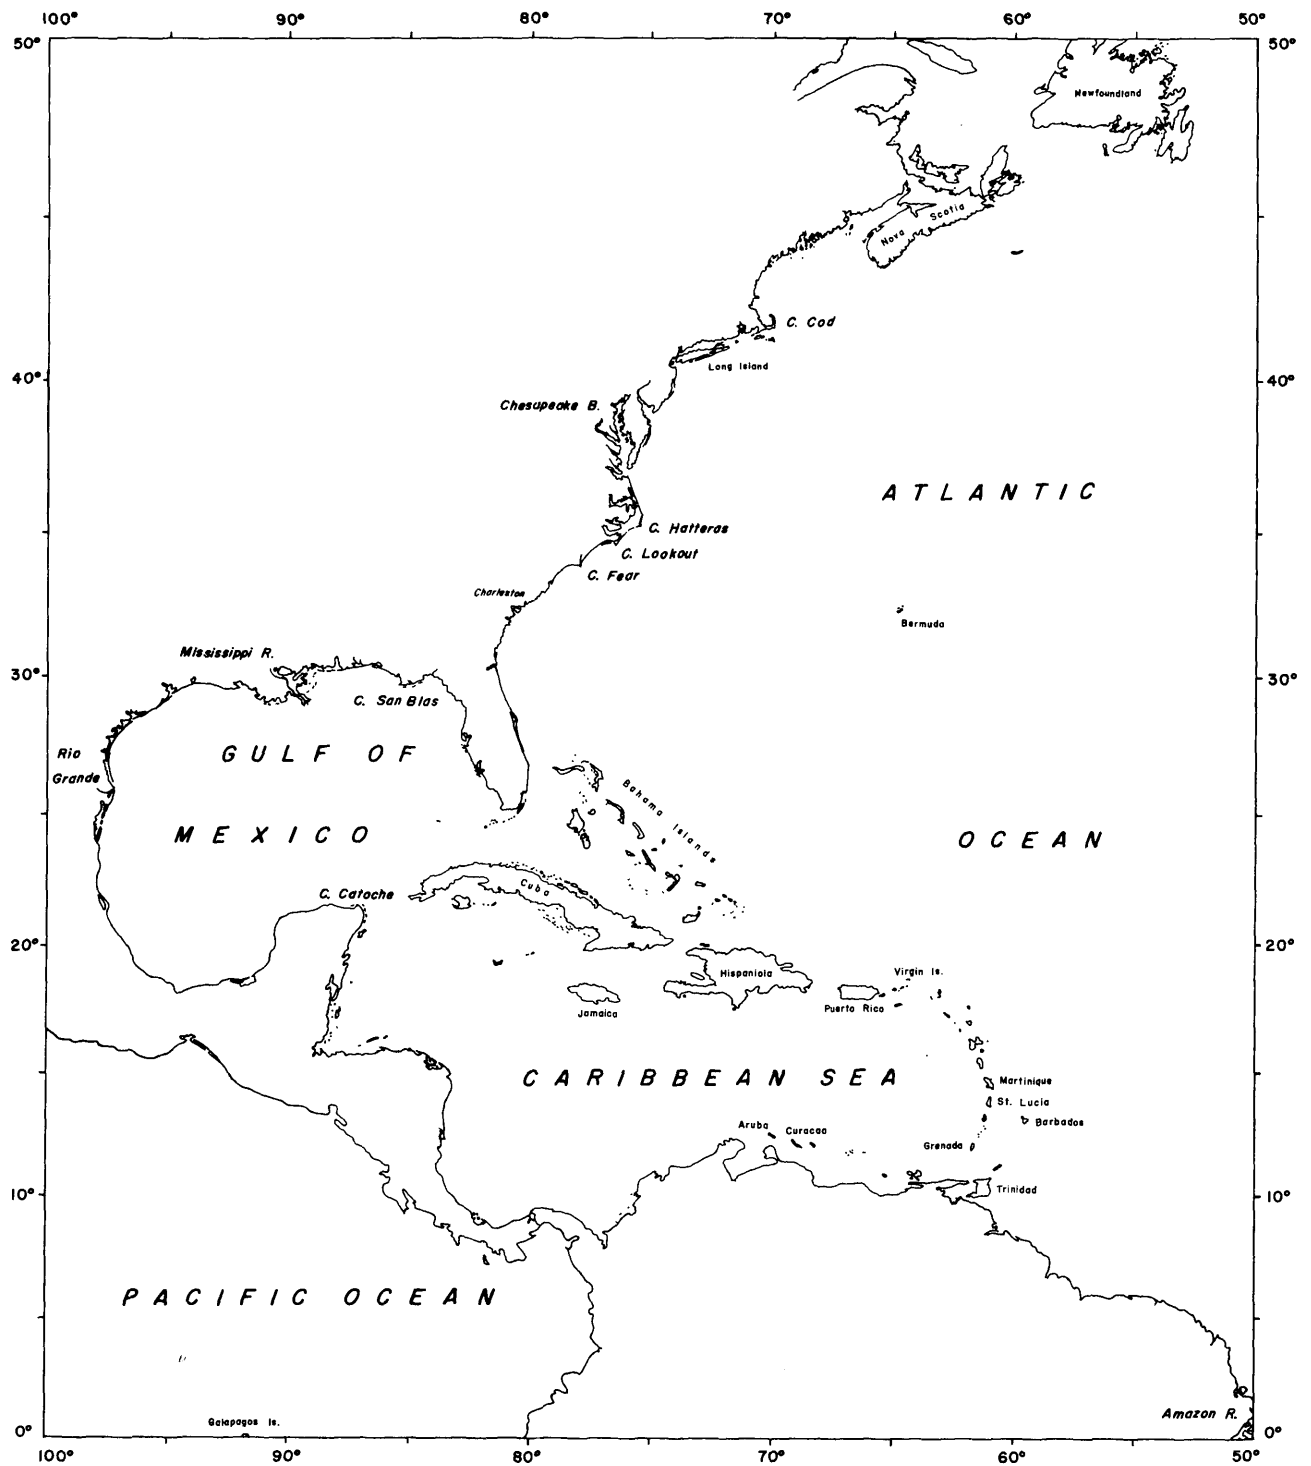 100° 90° 80° 70° 60° 50°
50° 50°
Newfoundland
Nova Scotia
C. Cod
Long Island
40° 40°
Chesapeake B.
ATLANTIC
C. Hatteras
C. Lookout
C. Fear
Charleston
Bermuda
Mississippi R.
30° 30°
C. San Blas
Rio
Grande
GULF OF
Bahama Islands
MEXICO
OCEAN
Cuba
C. Catoche
20° 20°
Hispaniola
Virgin Is.
Jamaica
Puerto Rico
CARIBBEAN SEA
Martinique
St. Lucia
Barbados
Aruba
Curacao
Grenada
Trinidad
10° 10°
PACIFIC OCEAN
Galapagos Is.
Amazon R.
0° 0°
100° 90° 80° 70° 60° 50°